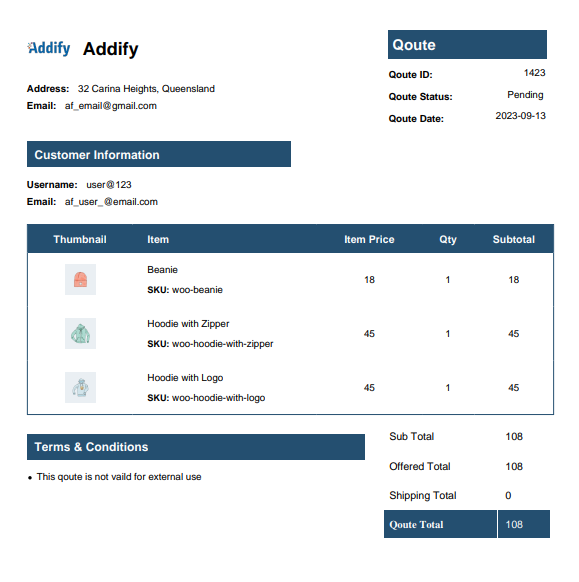 Addify Addify
Qoute
Address: 32 Carina Heights, Queensland
Email: af_email@gmail.com
Qoute ID: 1423
Qoute Status: Pending
Qoute Date: 2023-09-13
Customer Information
Username: user@123
Email: af_user_@email.com
Thumbnail Item Item Price Qty Subtotal
Beanie
SKU: woo-beanie
18 1 18
Hoodie with Zipper
SKU: woo-hoodie-with-zipper
45 1 45
Hoodie with Logo
SKU: woo-hoodie-with-logo
45 1 45
Terms & Conditions
• This qoute is not vaild for external use
Sub Total 108
Offered Total 108
Shipping Total 0
Qoute Total 108